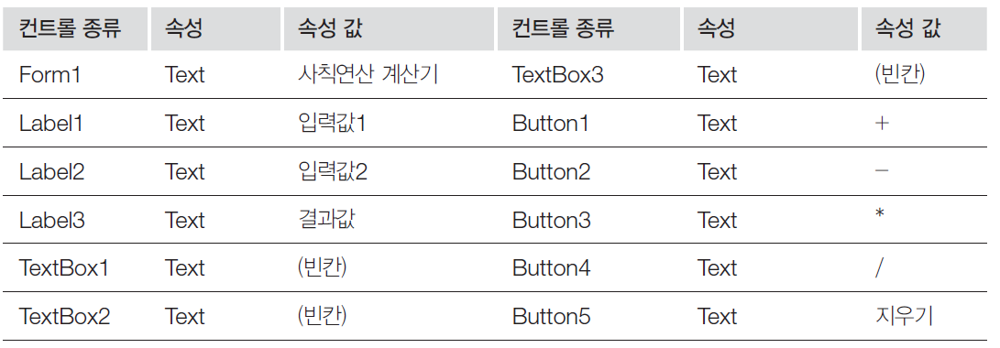 컨트롤 종류 속성 속성 값 컨트롤 종류 속성 속성 값
Form1 Text 사칙연산 계산기 TextBox3 Text (빈칸)
Label1 Text 입력값1 Button1 Text +
Label2 Text 입력값2 Button2 Text −
Label3 Text 결과값 Button3 Text *
TextBox1 Text (빈칸) Button4 Text /
TextBox2 Text (빈칸) Button5 Text 지우기